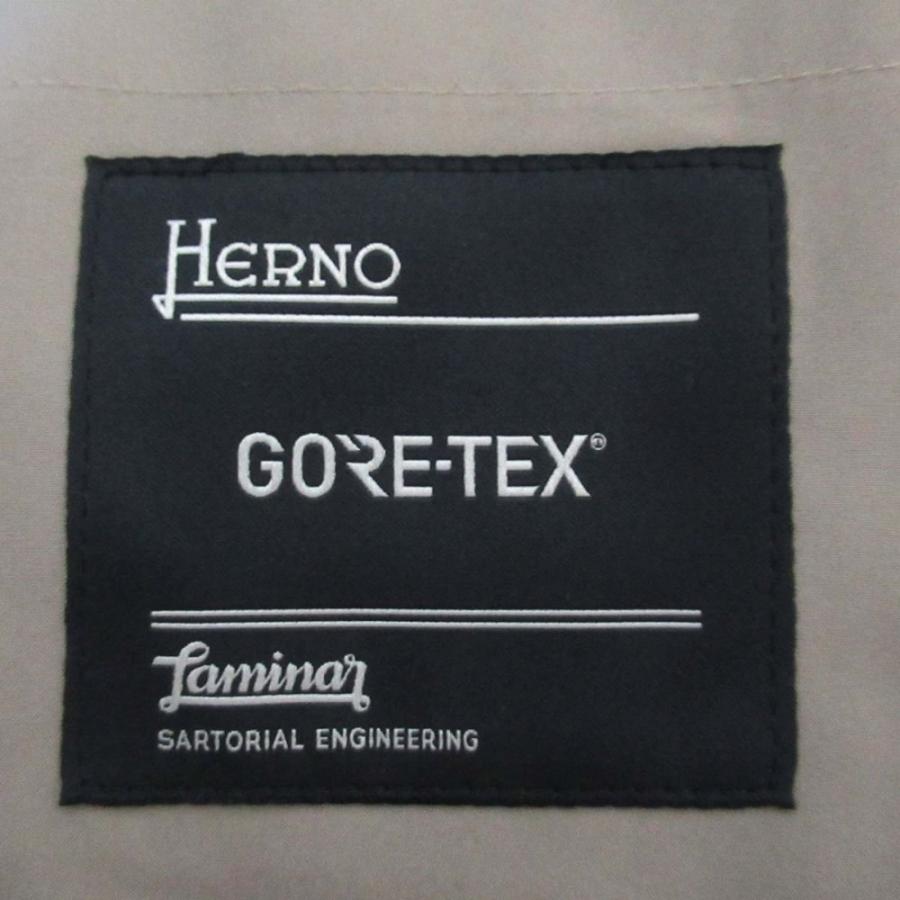 HERNO
GORE-TEX®
Laminar
SARTORIAL ENGINEERING